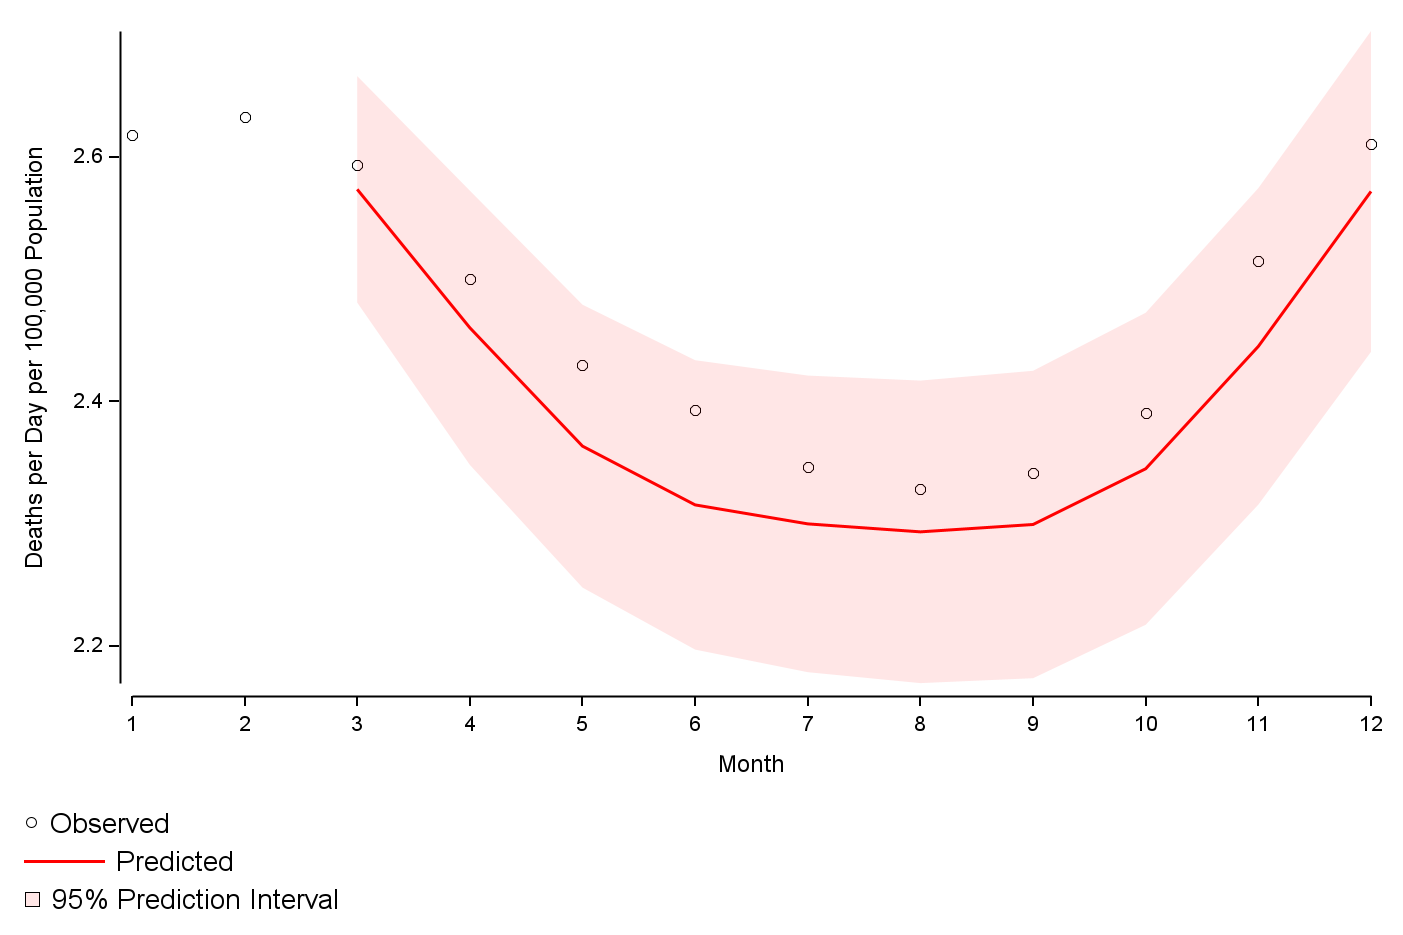 Deaths per Day per 100,000 Population
2.6
2.4
2.2
1 2 3 4 5 6 7 8 9 10 11 12
Month
Observed
Predicted
95% Prediction Interval